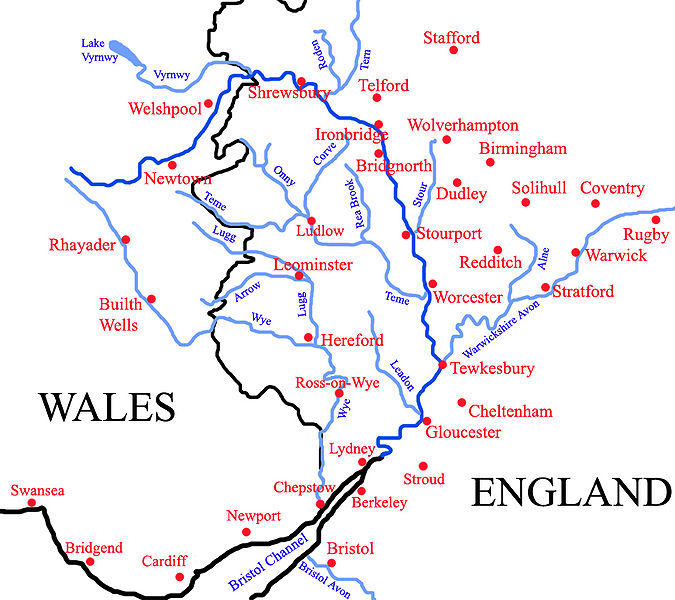 Stafford
Lake
Vyrnwy
Roden
Tern
Vyrnwy
Shrewsbury
Telford
Welshpool
Ironbridge
Wolverhampton
Corve
Birmingham
Bridgnorth
Newtown
Onny
Teme
Rea Brook
Stour
Dudley
Solihull
Coventry
Lugg
Ludlow
Stourport
Rugby
Rhayader
Leominster
Redditch
Alne
Warwick
Arrow
Lugg
Teme
Worcester
Stratford
Builth
Wells
Wye
Hereford
Warwickshire Avon
Leadon
Tewkesbury
Ross-on-Wye
WALES
Wye
Cheltenham
Gloucester
Lydney
Stroud
ENGLAND
Swansea
Chepstow
Berkeley
Newport
Bridgend
Cardiff
Bristol Channel
Bristol
Bristol Avon